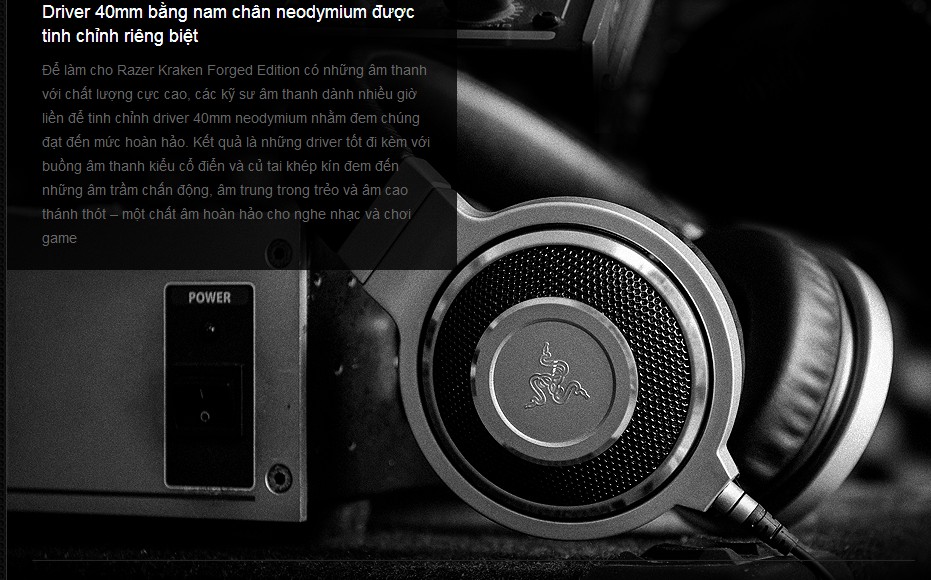 Driver 40mm bằng nam chân neodymium được
tinh chỉnh riêng biệt
Để làm cho Razer Kraken Forged Edition có những âm thanh
với chất lượng cực cao, các kỹ sư âm thanh dành nhiều giờ
liền để tinh chỉnh driver 40mm neodymium nhằm đem chúng
đạt đến mức hoàn hảo. Kết quả là những driver tốt đi kèm với
buồng âm thanh kiểu cổ điển và củ tai khép kín đem đến
những âm trầm chấn động, âm trung trong trẻo và âm cao
thánh thót – một chất âm hoàn hảo cho nghe nhạc và chơi
game
POWER